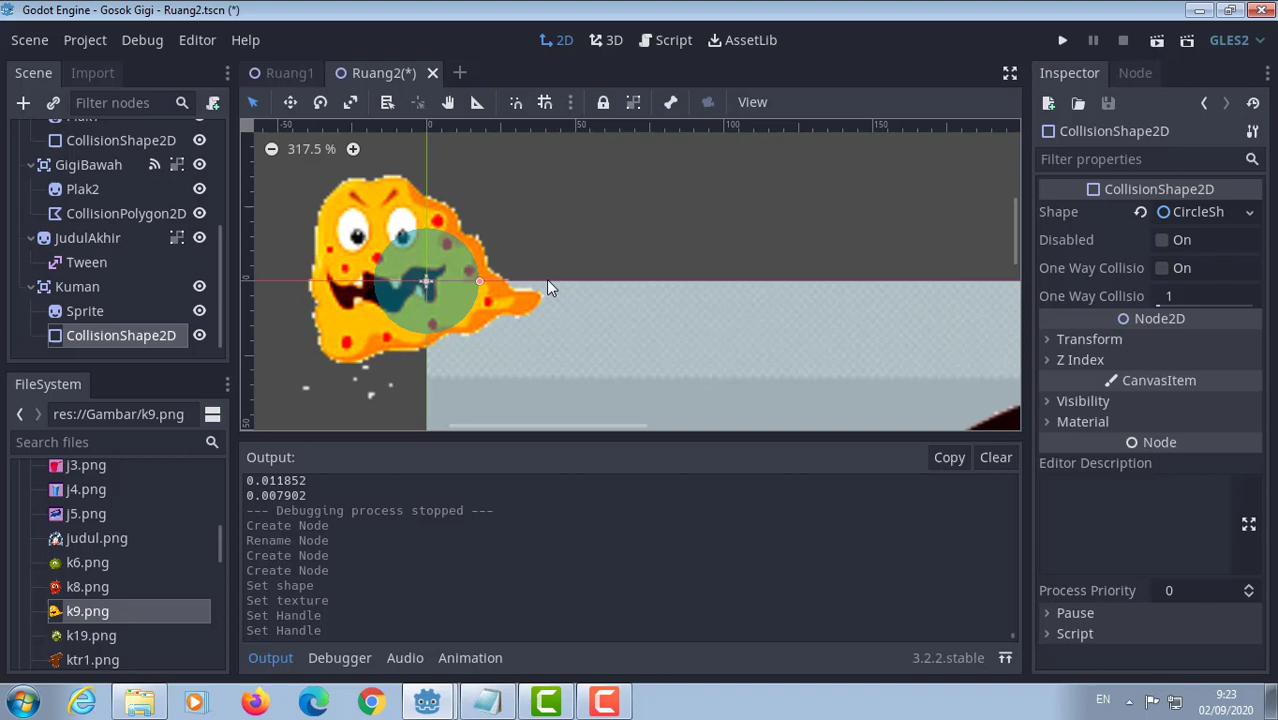 Godot Engine - Gosok Gigi - Ruang2.tscn (*)
Scene Project Debug Editor Help
2D 3D Script AssetLib
GLES2
Scene Import
Filter nodes
CollisionShape2D
GigiBawah
Plak2
CollisionPolygon2D
JudulAkhir
Tween
Kuman
Sprite
CollisionShape2D
FileSystem
res://Gambar/k9.png
Search files
j3.png
j4.png
j5.png
judul.png
k6.png
k8.png
k9.png
k19.png
ktr1.png
Ruang1 Ruang2(*)
View
-50 0 50 100 150
0
50
317.5 %
Output:
Copy Clear
0.011852
0.007902
--- Debugging process stopped ---
Create Node
Rename Node
Create Node
Create Node
Set shape
Set texture
Set Handle
Set Handle
Output Debugger Audio Animation
3.2.2.stable
Inspector Node
CollisionShape2D
Filter properties
CollisionShape2D
Shape CircleSh
Disabled On
One Way Collisio On
One Way Collisio 1
Node2D
Transform
Z Index
CanvasItem
Visibility
Material
Node
Editor Description
Process Priority 0
Pause
Script
EN
9:23
02/09/2020